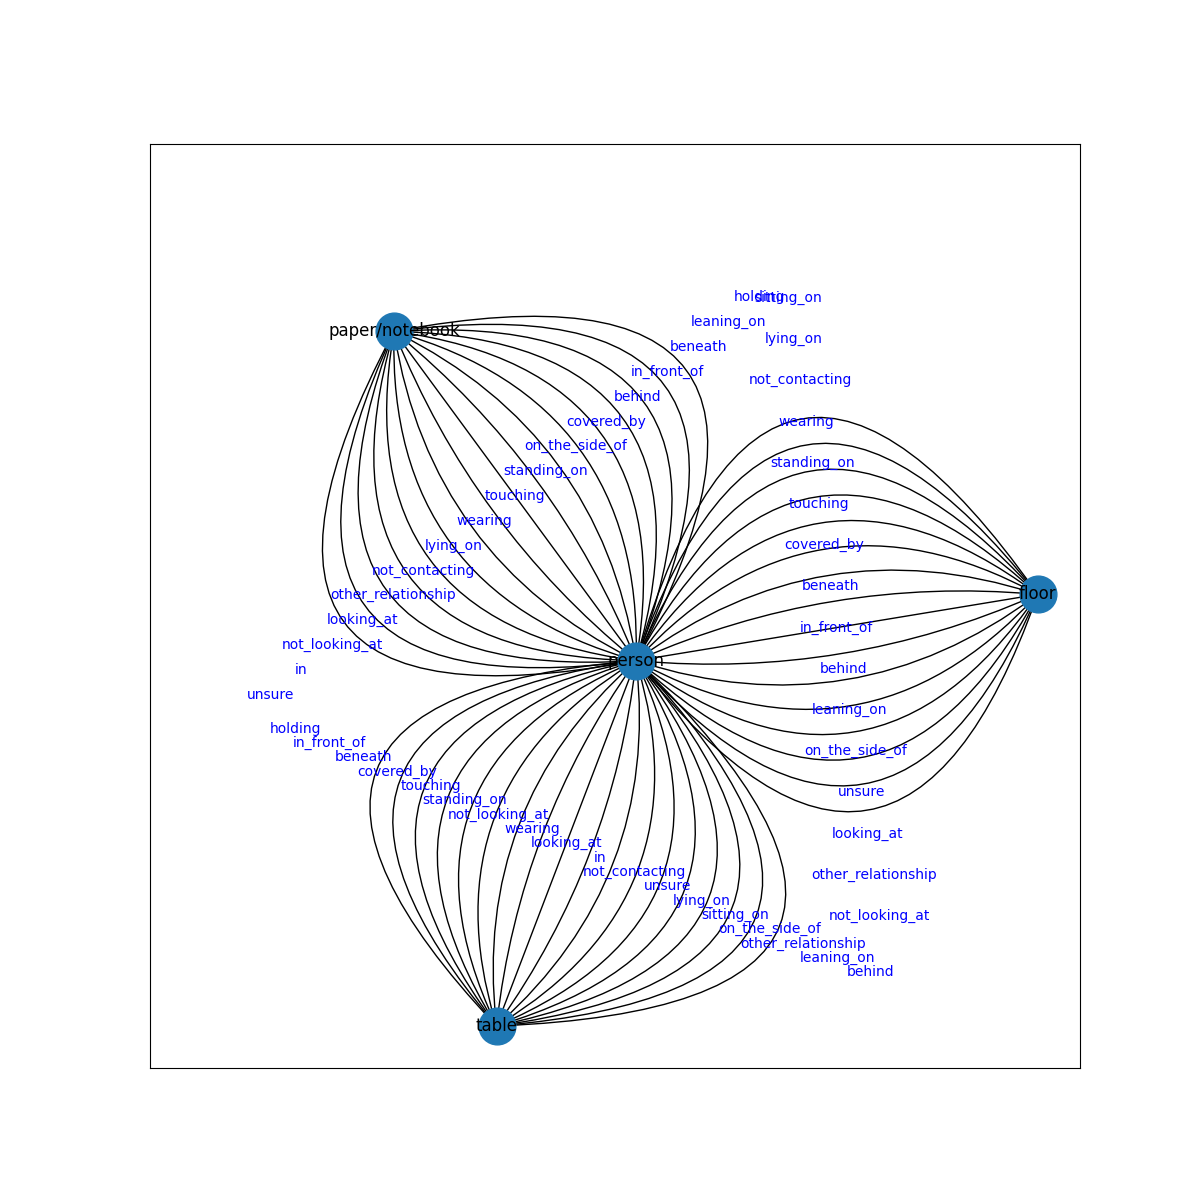 holding
sitting_on
leaning_on
paper/notebook
lying_on
beneath
in_front_of
not_contacting
behind
covered_by
wearing
on_the_side_of
standing_on
standing_on
touching
touching
wearing
lying_on
covered_by
not_contacting
beneath
other_relationship
floor
looking_at
in_front_of
not_looking_at
person
in
behind
unsure
leaning_on
holding
in_front_of
on_the_side_of
beneath
covered_by
touching
unsure
standing_on
not_looking_at
wearing
looking_at
looking_at
in
not_contacting
other_relationship
unsure
lying_on
sitting_on
not_looking_at
on_the_side_of
other_relationship
leaning_on
behind
table